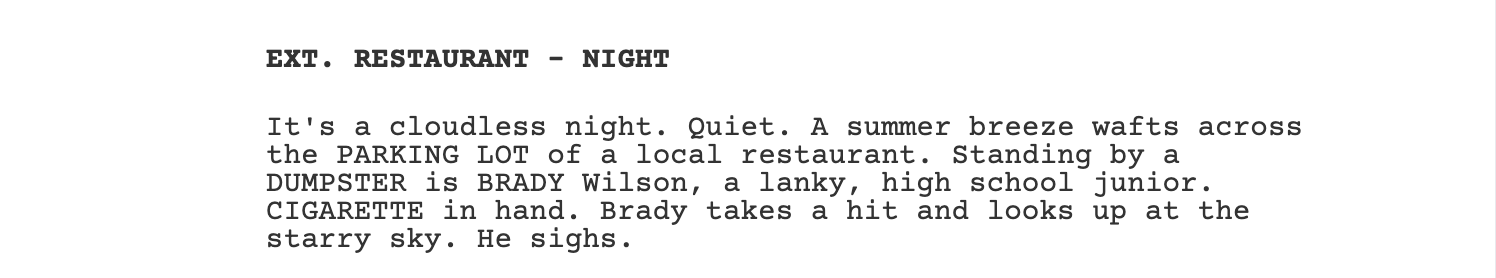 EXT. RESTAURANT - NIGHT
It's a cloudless night. Quiet. A summer breeze wafts across
the PARKING LOT of a local restaurant. Standing by a
DUMPSTER is BRADY Wilson, a lanky, high school junior.
CIGARETTE in hand. Brady takes a hit and looks up at the
starry sky. He sighs.